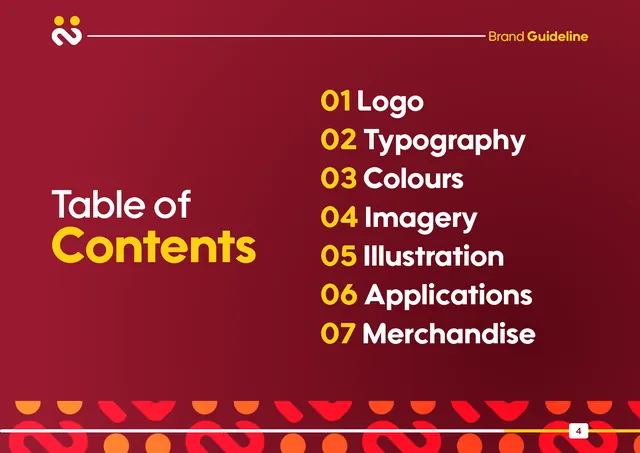 Brand Guideline
Table of
Contents
01 Logo
02 Typography
03 Colours
04 Imagery
05 Illustration
06 Applications
07 Merchandise
4